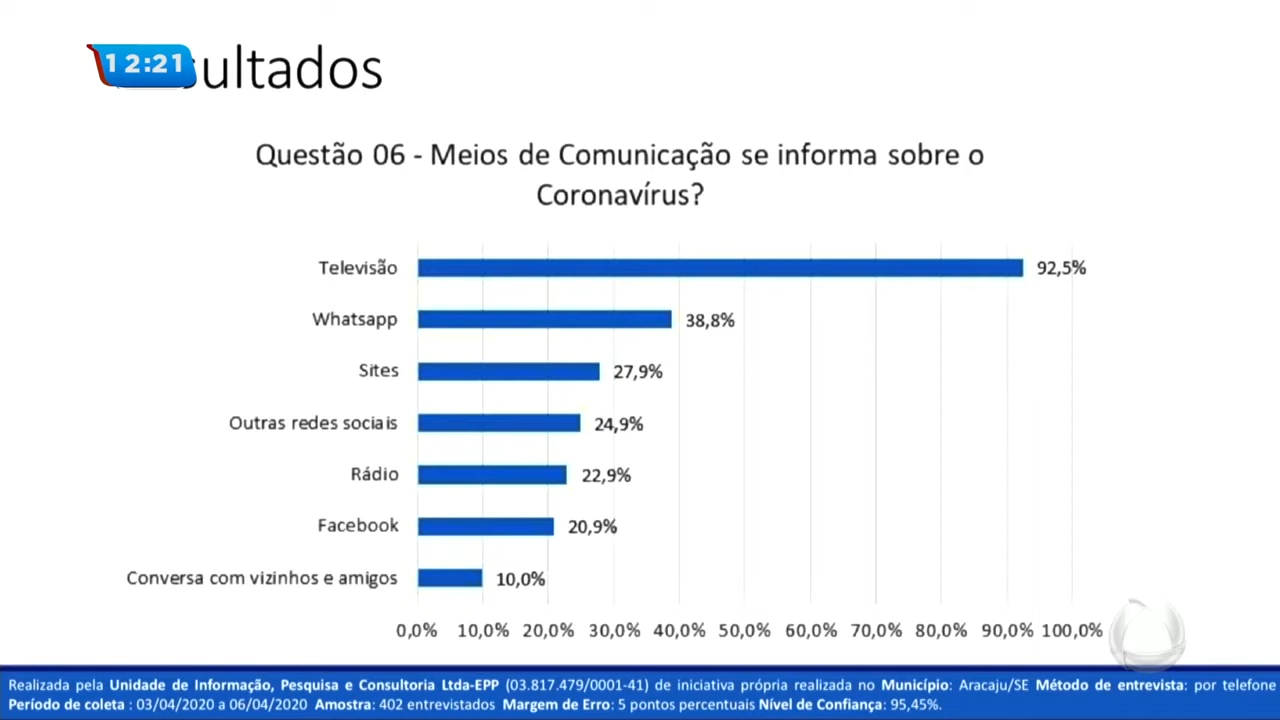 12:21
sultados
Questão 06 - Meios de Comunicação se informa sobre o
Coronavírus?
Televisão 92,5%
Whatsapp 38,8%
Sites 27,9%
Outras redes sociais 24,9%
Rádio 22,9%
Facebook 20,9%
Conversa com vizinhos e amigos 10,0%
0,0% 10,0% 20,0% 30,0% 40,0% 50,0% 60,0% 70,0% 80,0% 90,0% 100,0%
Realizada pela Unidade de Informação, Pesquisa e Consultoria Ltda-EPP (03.817.479/0001-41) de iniciativa própria realizada no Município: Aracaju/SE Método de entrevista: por telefone
Período de coleta : 03/04/2020 a 06/04/2020 Amostra: 402 entrevistados Margem de Erro: 5 pontos percentuais Nível de Confiança: 95,45%.